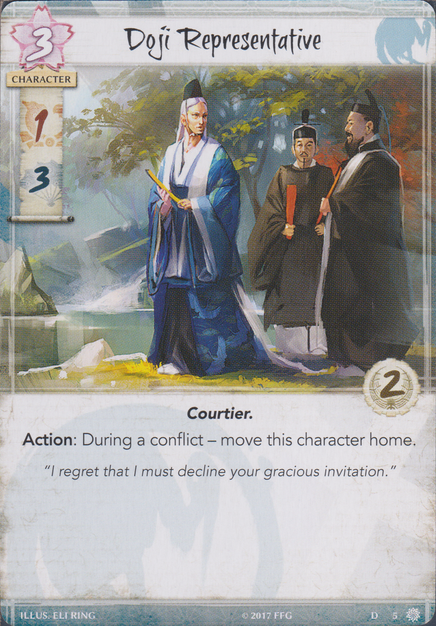 3
Doji Representative
CHARACTER
1
3
2
Courtier.
Action: During a conflict – move this character home.
“I regret that I must decline your gracious invitation.”
ILLUS. ELI RING © 2017 FFG D 5